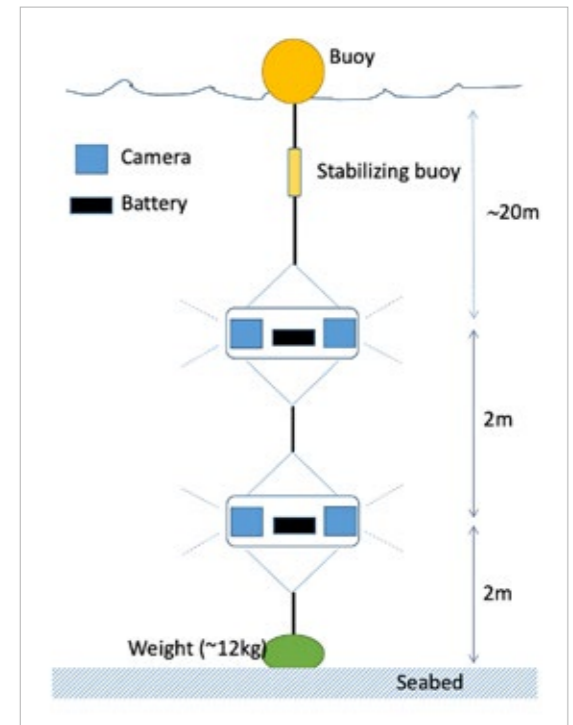 Buoy
Camera
Stabilizing buoy
Battery
~20m
2m
2m
Weight (~12kg)
Seabed